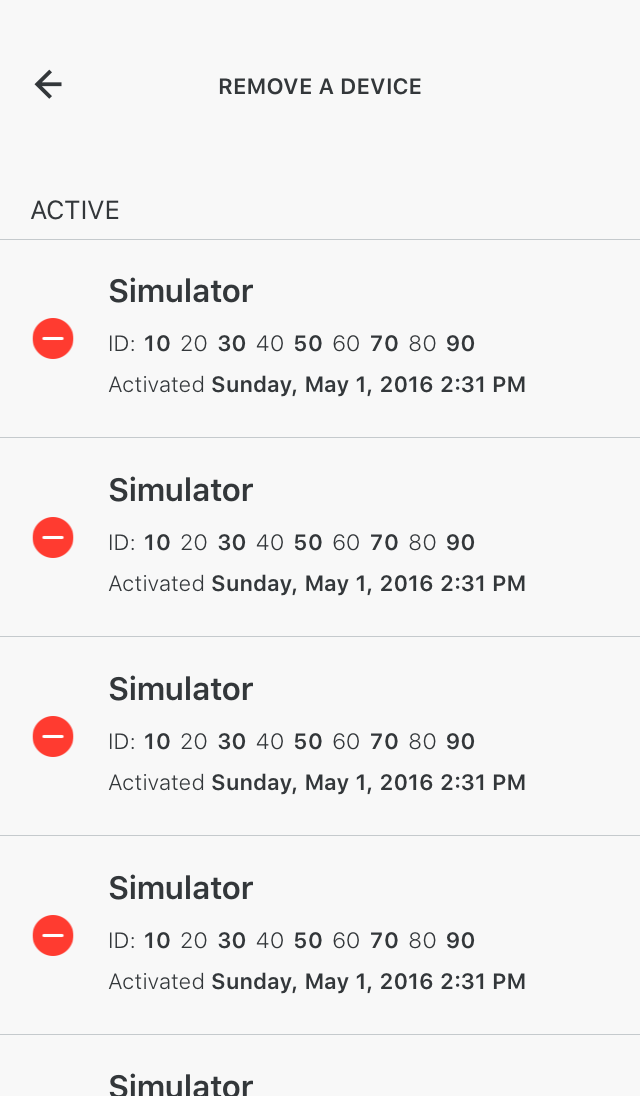 REMOVE A DEVICE
ACTIVE
Simulator
ID: 10 20 30 40 50 60 70 80 90
Activated Sunday, May 1, 2016 2:31 PM
Simulator
ID: 10 20 30 40 50 60 70 80 90
Activated Sunday, May 1, 2016 2:31 PM
Simulator
ID: 10 20 30 40 50 60 70 80 90
Activated Sunday, May 1, 2016 2:31 PM
Simulator
ID: 10 20 30 40 50 60 70 80 90
Activated Sunday, May 1, 2016 2:31 PM
Simulator